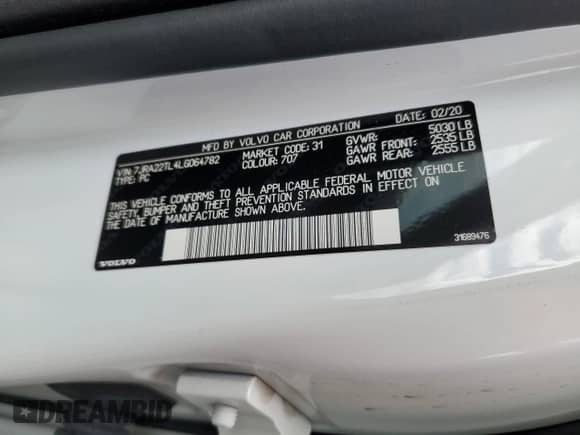 MFD BY VOLVO CAR CORPORATION DATE: 02/20
VIN: 7JRA22TL4LG064782 MARKET CODE: 31 GVWR: 5030 LB
TYPE: PC COLOUR: 707 GAWR FRONT: 2535 LB
GAWR REAR: 2555 LB
THIS VEHICLE CONFORMS TO ALL APPLICABLE FEDERAL MOTOR VEHICLE
SAFETY, BUMPER AND THEFT PREVENTION STANDARDS IN EFFECT ON
THE DATE OF MANUFACTURE SHOWN ABOVE.
VOLVO 31689476
DREAMBID